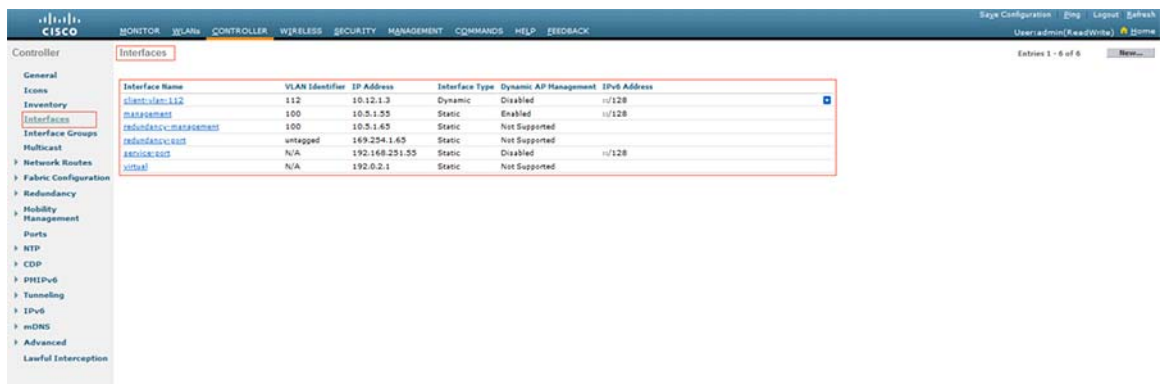 Save Configuration Ping Logout Refresh
CISCO MONITOR WLANs CONTROLLER WIRELESS SECURITY MANAGEMENT COMMANDS HELP FEEDBACK User:admin(ReadWrite) Home
Controller
General
Icons
Inventory
Interfaces
Interface Groups
Multicast
Network Routes
Fabric Configuration
Redundancy
Mobility
Management
Ports
NTP
CDP
PMIPv6
Tunneling
IPv6
mDNS
Advanced
Lawful Interception
Interfaces Entries 1 - 6 of 6 New...
Interface Name VLAN Identifier IP Address Interface Type Dynamic AP Management IPv6 Address
client-vlan-112 112 10.12.1.3 Dynamic Disabled ::/128
management 100 10.5.1.55 Static Enabled ::/128
redundancy-management 100 10.5.1.65 Static Not Supported
redundancy-port untagged 169.254.1.65 Static Not Supported
service-port N/A 192.168.251.55 Static Disabled ::/128
virtual N/A 192.0.2.1 Static Not Supported